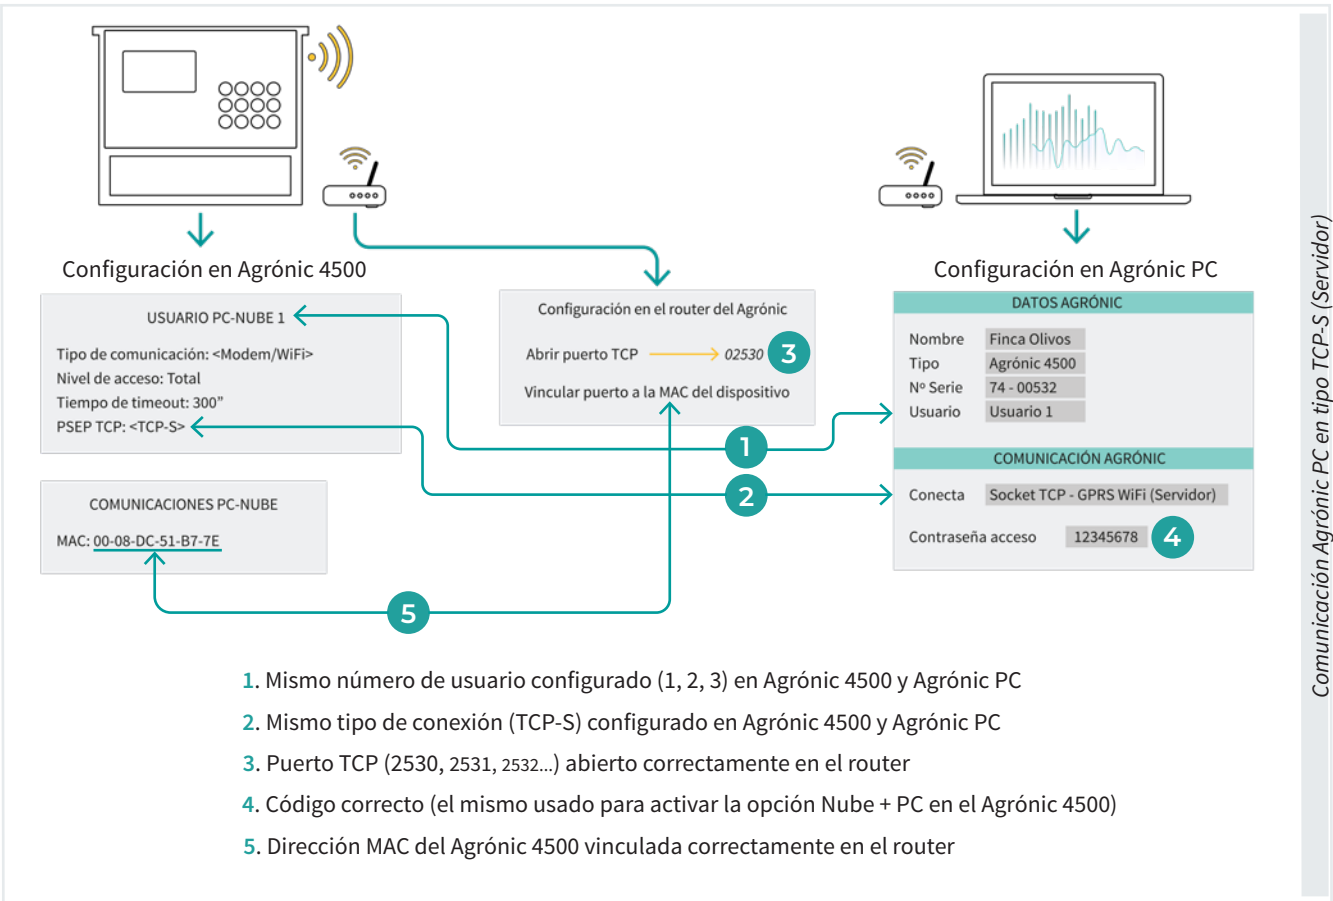 Configuración en Agrónic 4500
USUARIO PC-NUBE 1
Tipo de comunicación: <Modem/WiFi>
Nivel de acceso: Total
Tiempo de timeout: 300”
PSEP TCP: <TCP-S>
COMUNICACIONES PC-NUBE
MAC: 00-08-DC-51-B7-7E
Configuración en el router del Agrónic
Abrir puerto TCP 02530 3
Vincular puerto a la MAC del dispositivo
1
2
5
Configuración en Agrónic PC
DATOS AGRÓNIC
Nombre Finca Olivos
Tipo Agrónic 4500
Nº Serie 74 - 00532
Usuario Usuario 1
COMUNICACIÓN AGRÓNIC
Conecta Socket TCP - GPRS WiFi (Servidor)
Contraseña acceso 12345678 4
1. Mismo número de usuario configurado (1, 2, 3) en Agrónic 4500 y Agrónic PC
2. Mismo tipo de conexión (TCP-S) configurado en Agrónic 4500 y Agrónic PC
3. Puerto TCP (2530, 2531, 2532...) abierto correctamente en el router
4. Código correcto (el mismo usado para activar la opción Nube + PC en el Agrónic 4500)
5. Dirección MAC del Agrónic 4500 vinculada correctamente en el router
Comunicación Agrónic PC en tipo TCP-S (Servidor)